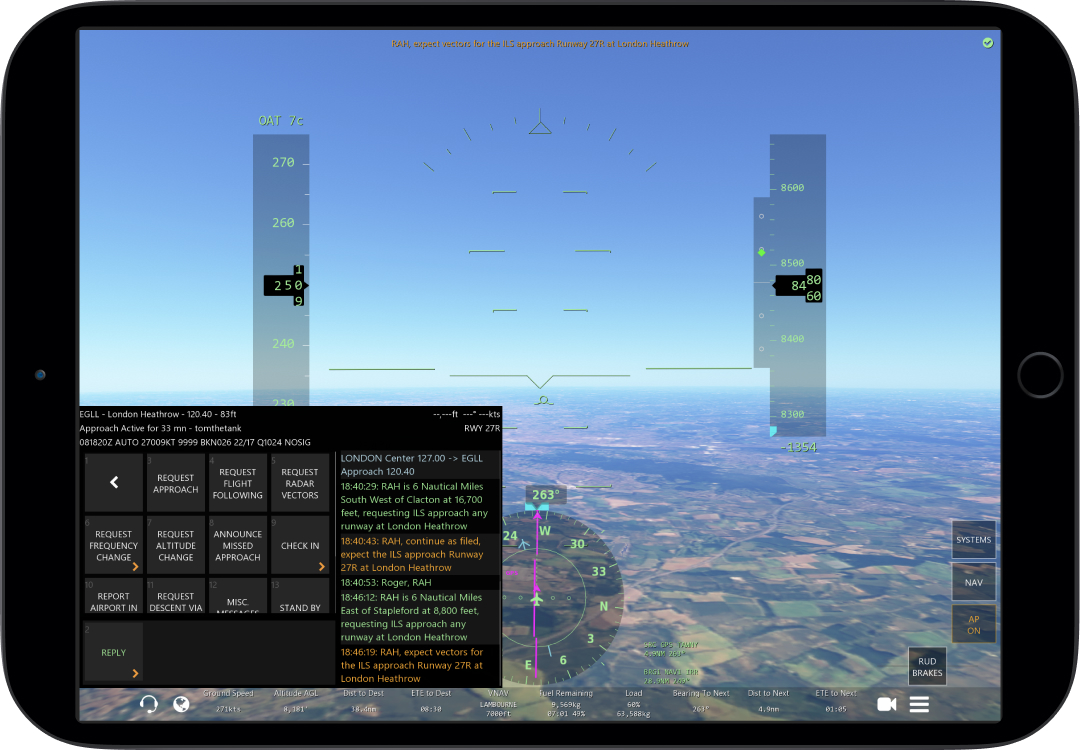 RAH, expect vectors for the ILS approach Runway 27R at London Heathrow
OAT 7c
270
260
1
250
9
240
230
8600
8500
80
84
60
8400
8300
-1354
EGLL - London Heathrow - 120.40 - 83ft
--,---ft ---° ---kts
Approach Active for 33 mn - tomthetank
RWY 27R
081820Z AUTO 27009KT 9999 BKN026 22/17 Q1024 NOSIG
1
3
REQUEST
APPROACH
4
REQUEST
FLIGHT
FOLLOWING
5
REQUEST
RADAR
VECTORS
6
REQUEST
FREQUENCY
CHANGE
7
REQUEST
ALTITUDE
CHANGE
8
ANNOUNCE
MISSED
APPROACH
9
CHECK IN
10
REPORT
AIRPORT IN
11
REQUEST
DESCENT VIA
12
MISC.
MESSAGES
13
STAND BY
2
REPLY
LONDON Center 127.00 -> EGLL
Approach 120.40
18:40:29: RAH is 6 Nautical Miles
South West of Clacton at 16,700
feet, requesting ILS approach any
runway at London Heathrow
18:40:43: RAH, continue as filed,
expect the ILS approach Runway
27R at London Heathrow
18:40:53: Roger, RAH
18:46:12: RAH is 6 Nautical Miles
East of Stapleford at 8,800 feet,
requesting ILS approach any
runway at London Heathrow
18:46:19: RAH, expect vectors for
the ILS approach Runway 27R at
London Heathrow
263°
24
W
30
33
N
3
6
E
SYSTEMS
NAV
AP
ON
RUD
BRAKES
Ground Speed
271kts
Altitude AGL
8,181'
Dist to Dest
38.4nm
ETE to Dest
08:30
VNAV
LAMBOURNE
7000ft
Fuel Remaining
9,569kg
07:01 49%
Load
60%
63,588kg
Bearing To Next
263°
Dist to Next
4.9nm
ETE to Next
01:05